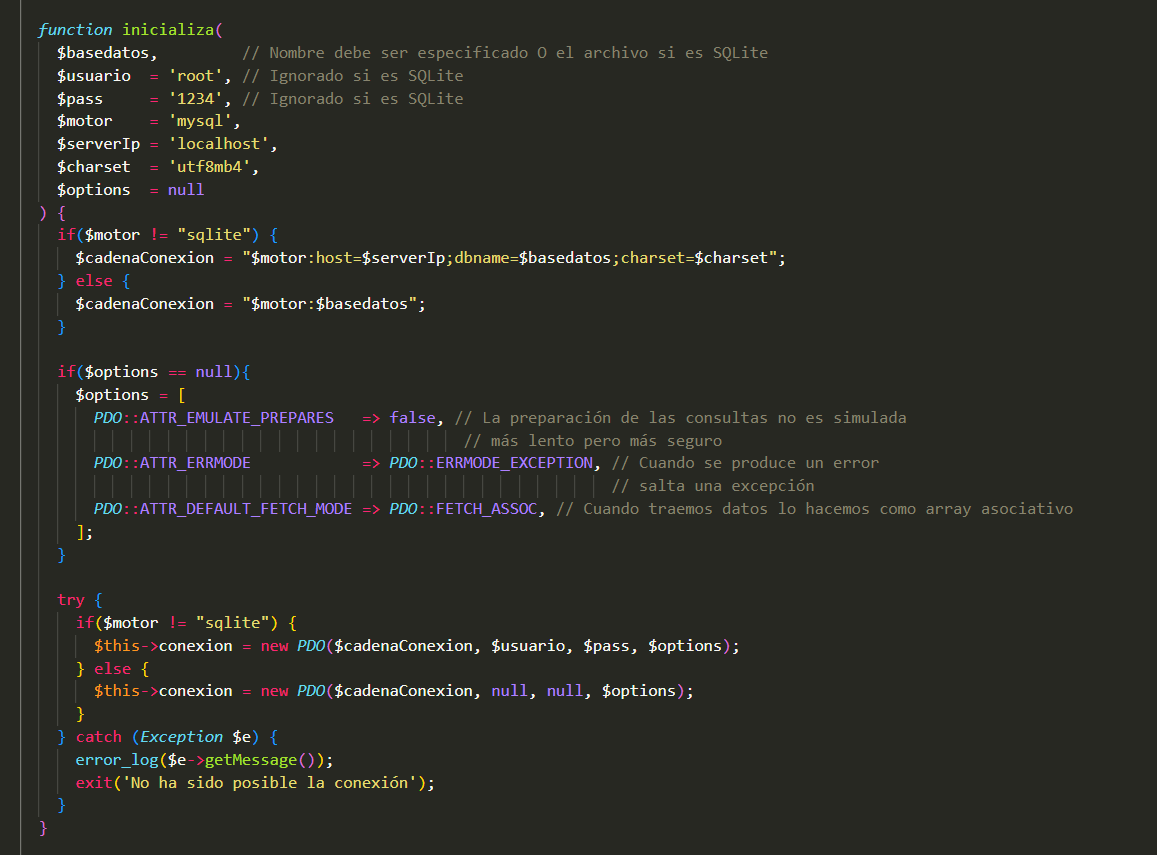 function inicializa(
  $basedatos,         // Nombre debe ser especificado O el archivo si es SQLite
  $usuario  = 'root', // Ignorado si es SQLite
  $pass     = '1234', // Ignorado si es SQLite
  $motor    = 'mysql',
  $serverIp = 'localhost',
  $charset  = 'utf8mb4',
  $options  = null
) {
  if($motor != "sqlite") {
    $cadenaConexion = "$motor:host=$serverIp;dbname=$basedatos;charset=$charset";
  } else {
    $cadenaConexion = "$motor:$basedatos";
  }

  if($options == null){
    $options = [
      PDO::ATTR_EMULATE_PREPARES   => false, // La preparación de las consultas no es simulada
                                             // más lento pero más seguro
      PDO::ATTR_ERRMODE            => PDO::ERRMODE_EXCEPTION, // Cuando se produce un error
                                                              // salta una excepción
      PDO::ATTR_DEFAULT_FETCH_MODE => PDO::FETCH_ASSOC, // Cuando traemos datos lo hacemos como array asociativo
    ];
  }

  try {
    if($motor != "sqlite") {
      $this->conexion = new PDO($cadenaConexion, $usuario, $pass, $options);
    } else {
      $this->conexion = new PDO($cadenaConexion, null, null, $options);
    }
  } catch (Exception $e) {
    error_log($e->getMessage());
    exit('No ha sido posible la conexión');
  }
}